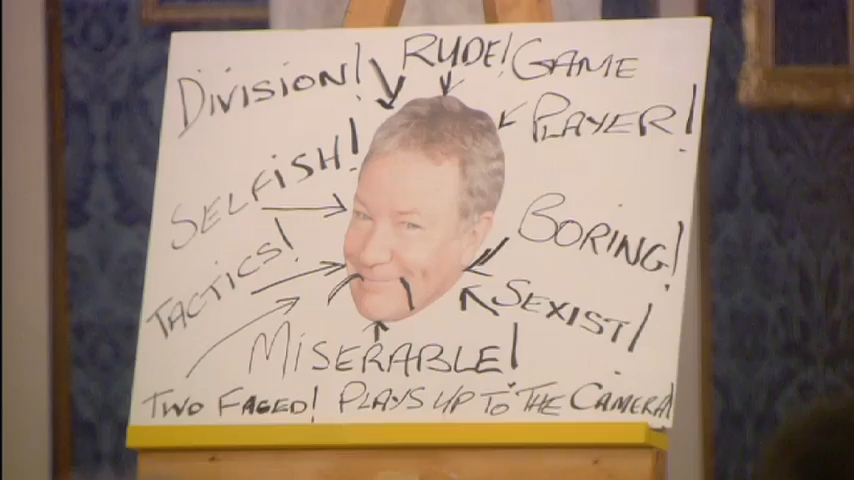 DIVISION! RUDE! GAME
PLAYER!
SELFISH!
BORING!
TACTICS!
SEXIST!
MISERABLE!
TWO FACED! PLAYS UP TO THE CAMERA!